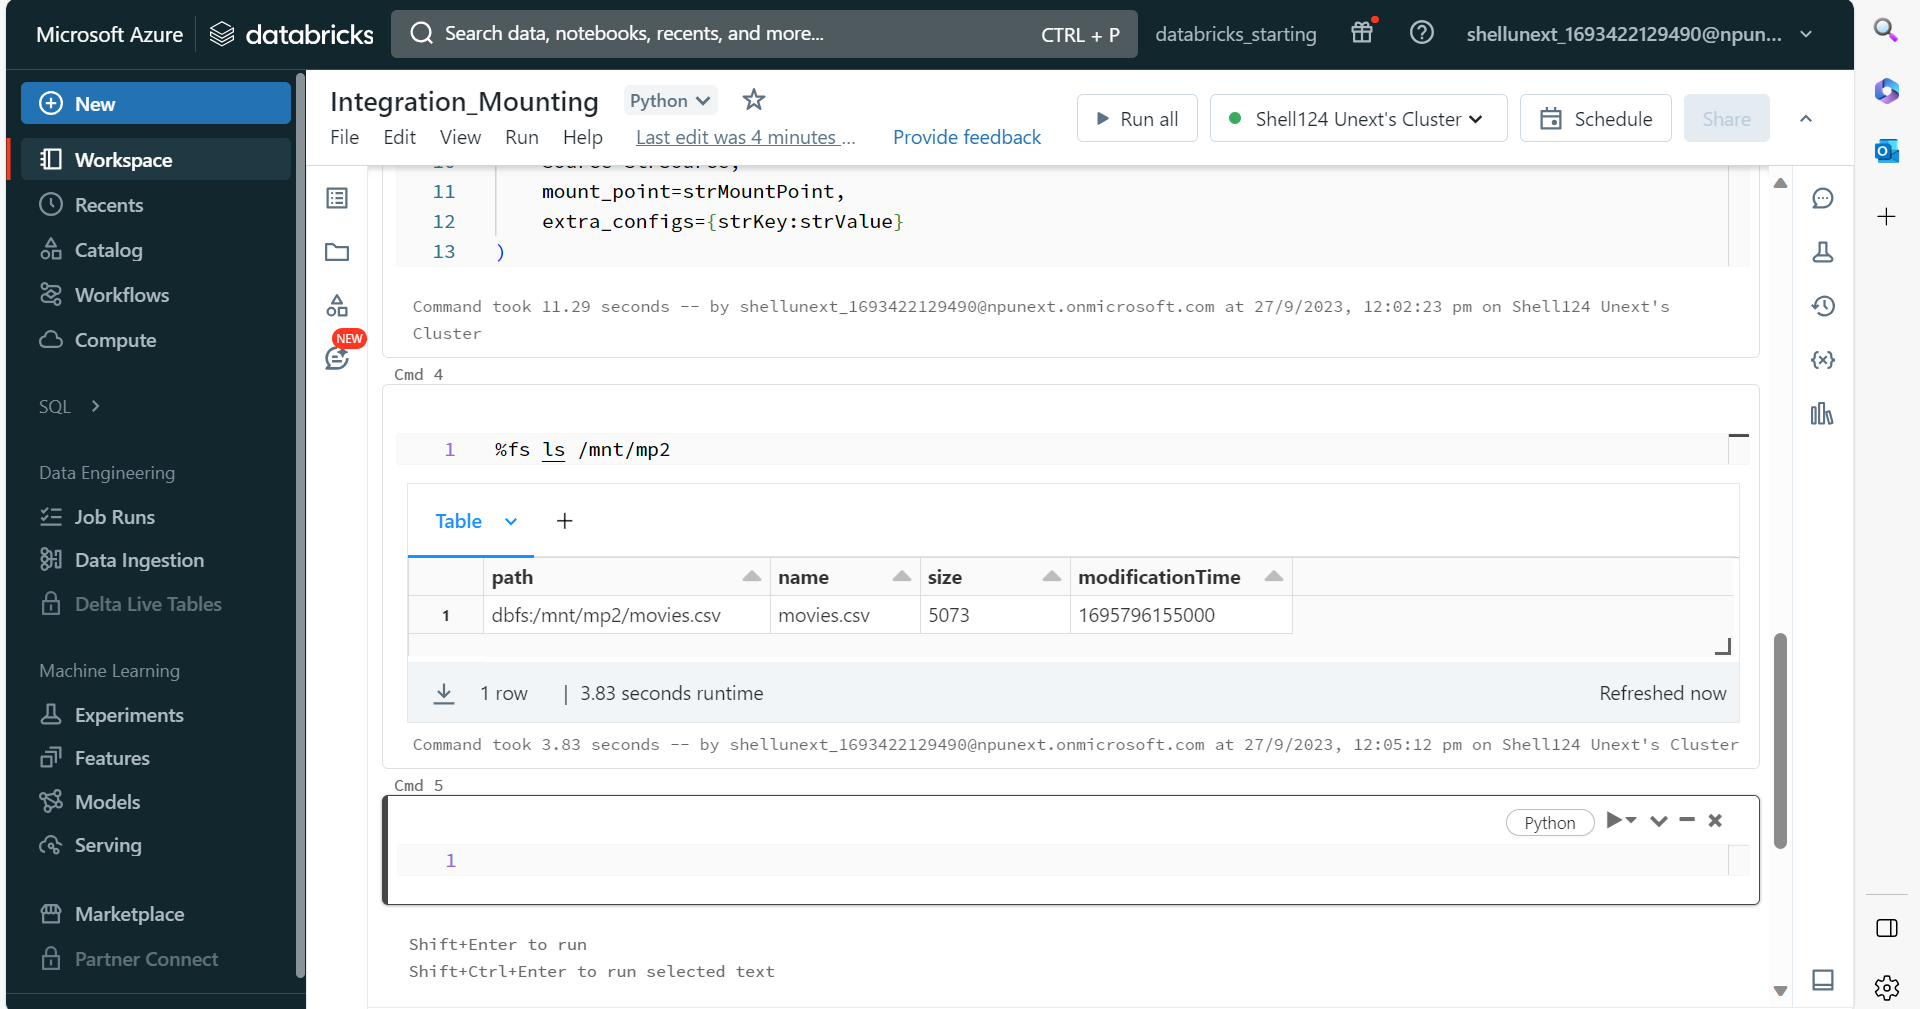 Microsoft Azure
databricks
Search data, notebooks, recents, and more...
CTRL + P
databricks_starting
shellunext_1693422129490@npun...
New
Workspace
Recents
Catalog
Workflows
Compute
SQL
Data Engineering
Job Runs
Data Ingestion
Delta Live Tables
Machine Learning
Experiments
Features
Models
Serving
Marketplace
Partner Connect
Integration_Mounting
Python
File Edit View Run Help
Last edit was 4 minutes ...
Provide feedback
Run all
Shell124 Unext's Cluster
Schedule
Share
NEW
11 mount_point=strMountPoint,
12 extra_configs={strKey:strValue}
13 )
Command took 11.29 seconds -- by shellunext_1693422129490@npunext.onmicrosoft.com at 27/9/2023, 12:02:23 pm on Shell124 Unext's
Cluster
Cmd 4
1 %fs ls /mnt/mp2
Table
path name size modificationTime
1 dbfs:/mnt/mp2/movies.csv movies.csv 5073 1695796155000
1 row | 3.83 seconds runtime
Refreshed now
Command took 3.83 seconds -- by shellunext_1693422129490@npunext.onmicrosoft.com at 27/9/2023, 12:05:12 pm on Shell124 Unext's Cluster
Cmd 5
Python
1
Shift+Enter to run
Shift+Ctrl+Enter to run selected text